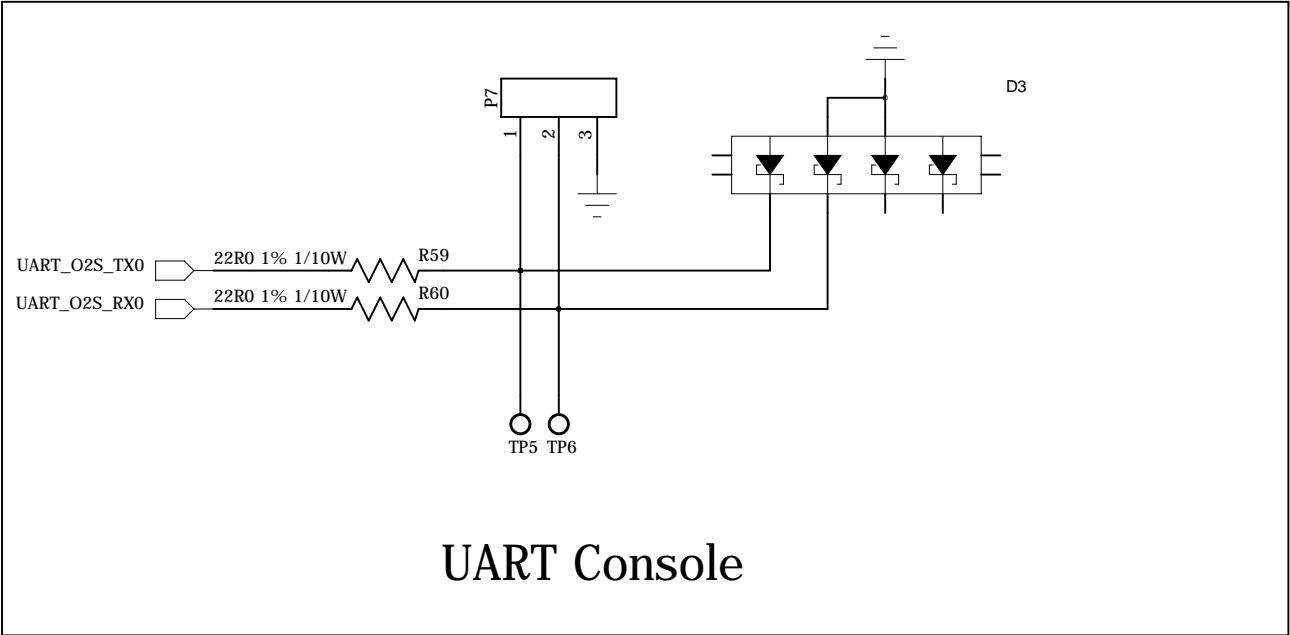 D3
P7
1 2 3
UART_O2S_TX0 22R0 1% 1/10W R59
UART_O2S_RX0 22R0 1% 1/10W R60
TP5 TP6
UART Console